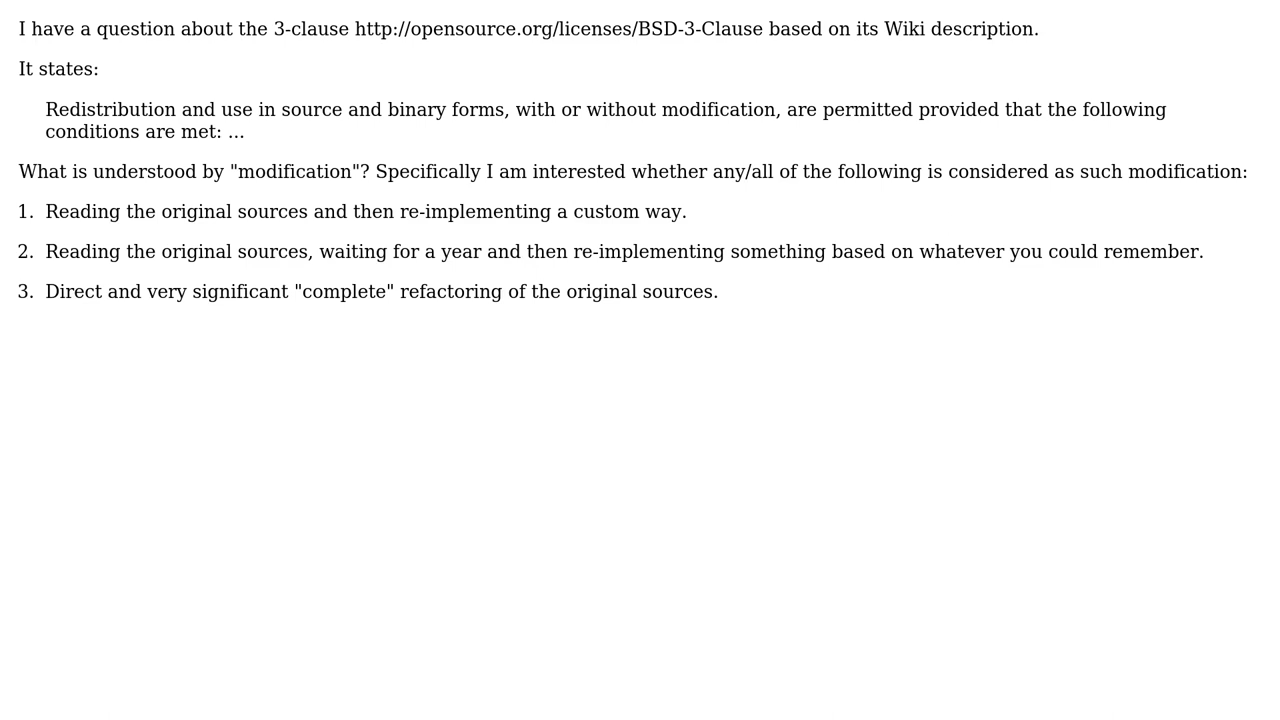 I have a question about the 3-clause http://opensource.org/licenses/BSD-3-Clause based on its Wiki description.
It states:
Redistribution and use in source and binary forms, with or without modification, are permitted provided that the following
conditions are met: ...
What is understood by "modification"? Specifically I am interested whether any/all of the following is considered as such modification:
1. Reading the original sources and then re-implementing a custom way.
2. Reading the original sources, waiting for a year and then re-implementing something based on whatever you could remember.
3. Direct and very significant "complete" refactoring of the original sources.